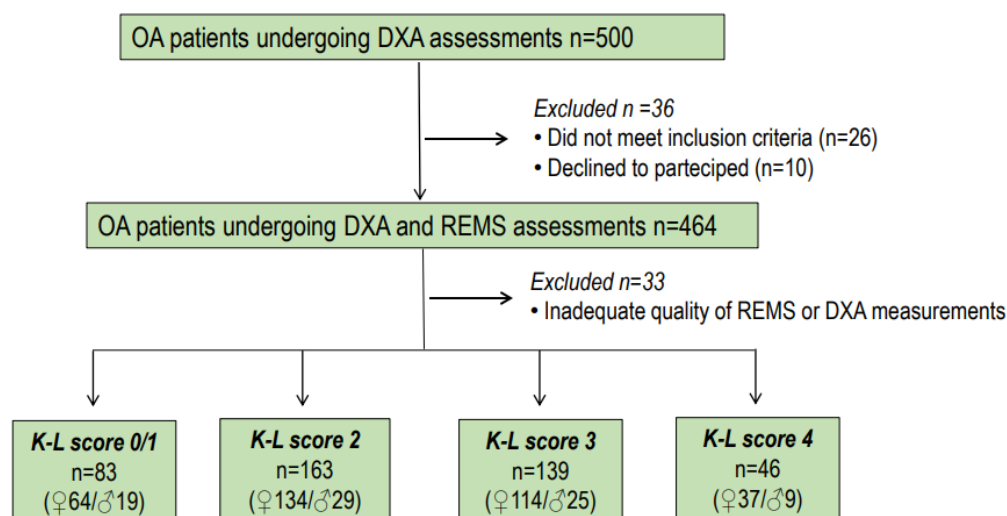 OA patients undergoing DXA assessments n=500
Excluded n =36
• Did not meet inclusion criteria (n=26)
• Declined to parteciped (n=10)
OA patients undergoing DXA and REMS assessments n=464
Excluded n=33
• Inadequate quality of REMS or DXA measurements
K-L score 0/1
n=83
(♀64/♂19)
K-L score 2
n=163
(♀134/♂29)
K-L score 3
n=139
(♀114/♂25)
K-L score 4
n=46
(♀37/♂9)